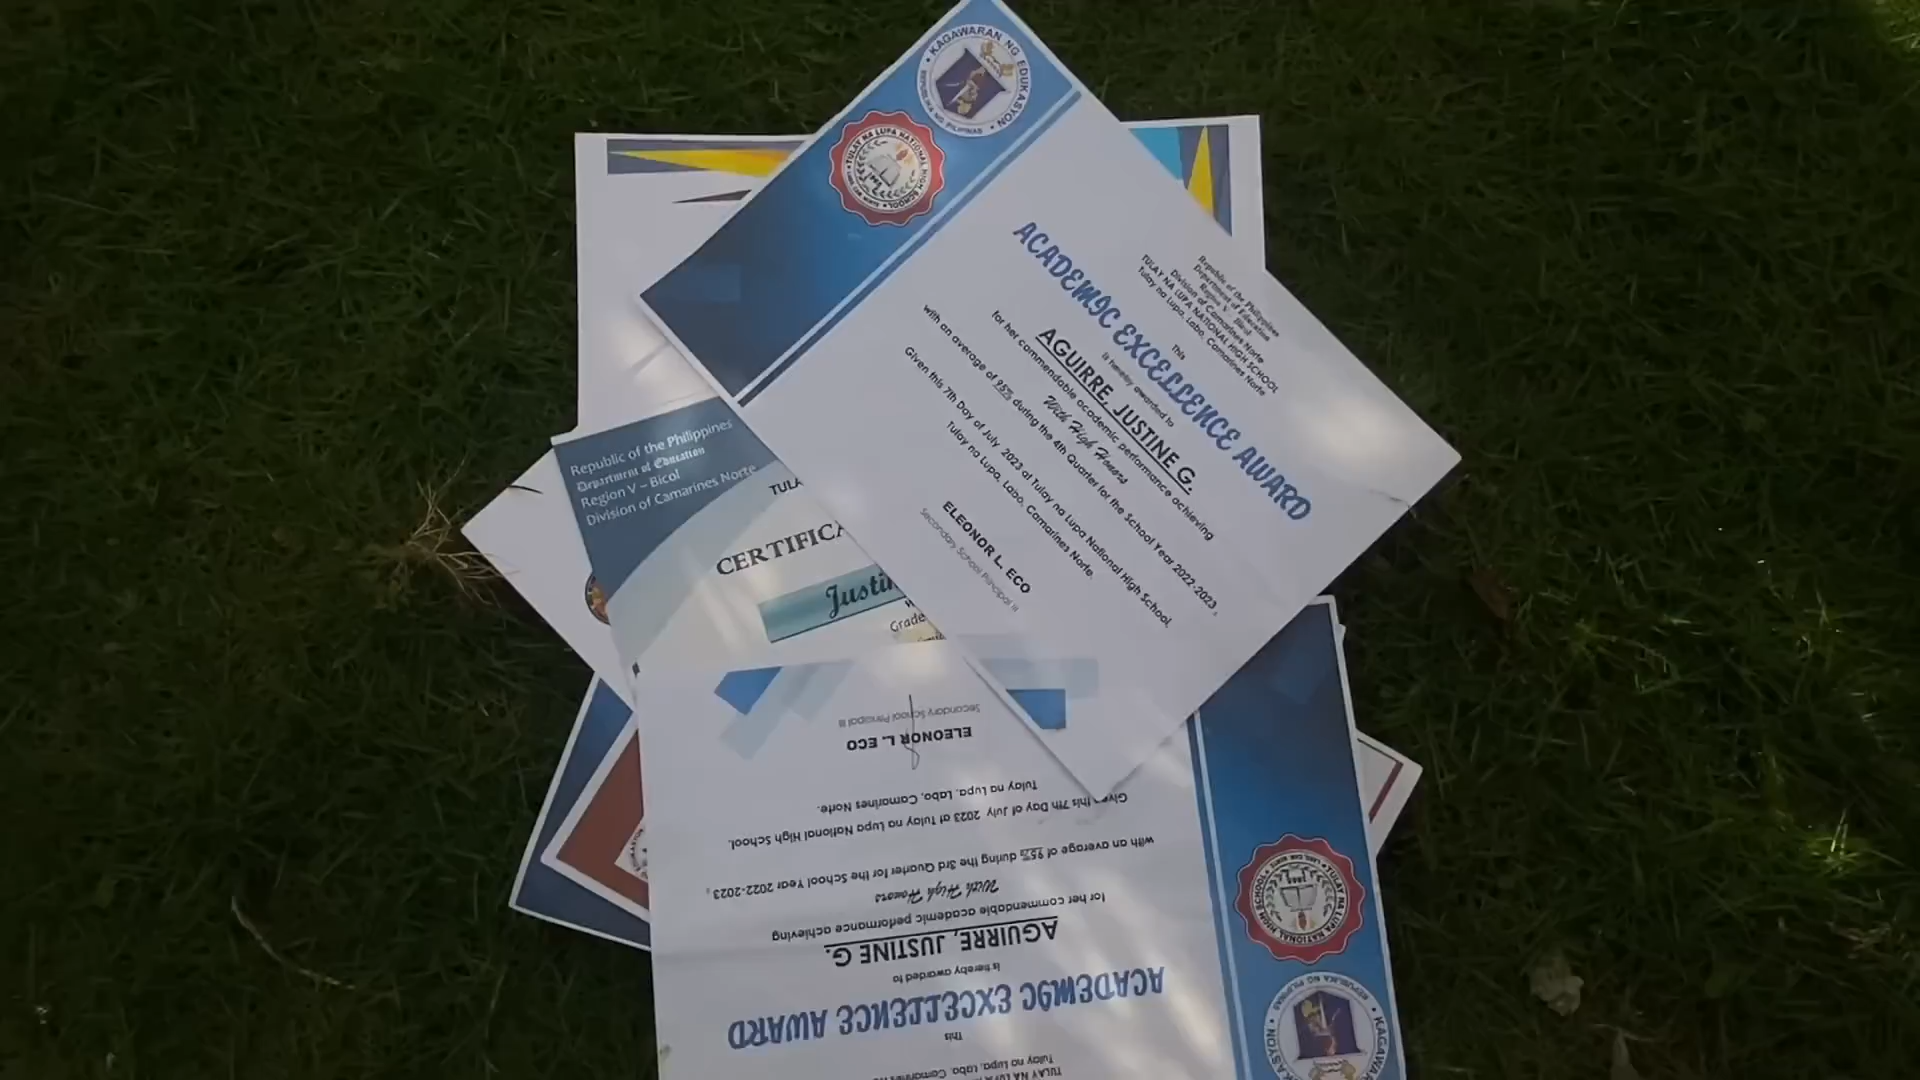 KAGAWARAN NG EDUKASYON
REPUBLIKA NG PILIPINAS
TULAY NA LUPA NATIONAL HIGH SCHOOL
Republic of the Philippines
Department of Education
Region V - Bicol
Division of Camarines Norte
TULAY NA LUPA NATIONAL HIGH SCHOOL
Tulay na Lupa, Labo, Camarines Norte
This
ACADEMIC EXCELLENCE AWARD
is hereby awarded to
AGUIRRE, JUSTINE G.
for her commendable academic performance achieving
With High Honors
with an average of 95% during the 4th Quarter for the School Year 2022-2023.
Given this 7th Day of July 2023 at Tulay na Lupa National High School,
Tulay na Lupa, Labo, Camarines Norte.
ELEONOR L. ECO
Secondary School Principal II
Republic of the Philippines
Department of Education
Region V – Bicol
Division of Camarines Norte
TULA
CERTIFICA
Justin
Grade
TULAY NA
Tulay na Lupa, Labo,
This
ACADEMIC EXCELLENCE AWARD
is hereby awarded to
AGUIRRE, JUSTINE G.
for her commendable academic performance achieving
With High Honors
with an average of 95% during the 3rd Quarter for the School Year 2022-2023.
Given this 7th Day of July 2023 at Tulay na Lupa National High School,
Tulay na Lupa, Labo, Camarines Norte.
ELEONOR L. ECO
Secondary School Principal II
TULAY NA LUPA NATIONAL HIGH SCHOOL
REPUBLIKA NG PILIPINAS